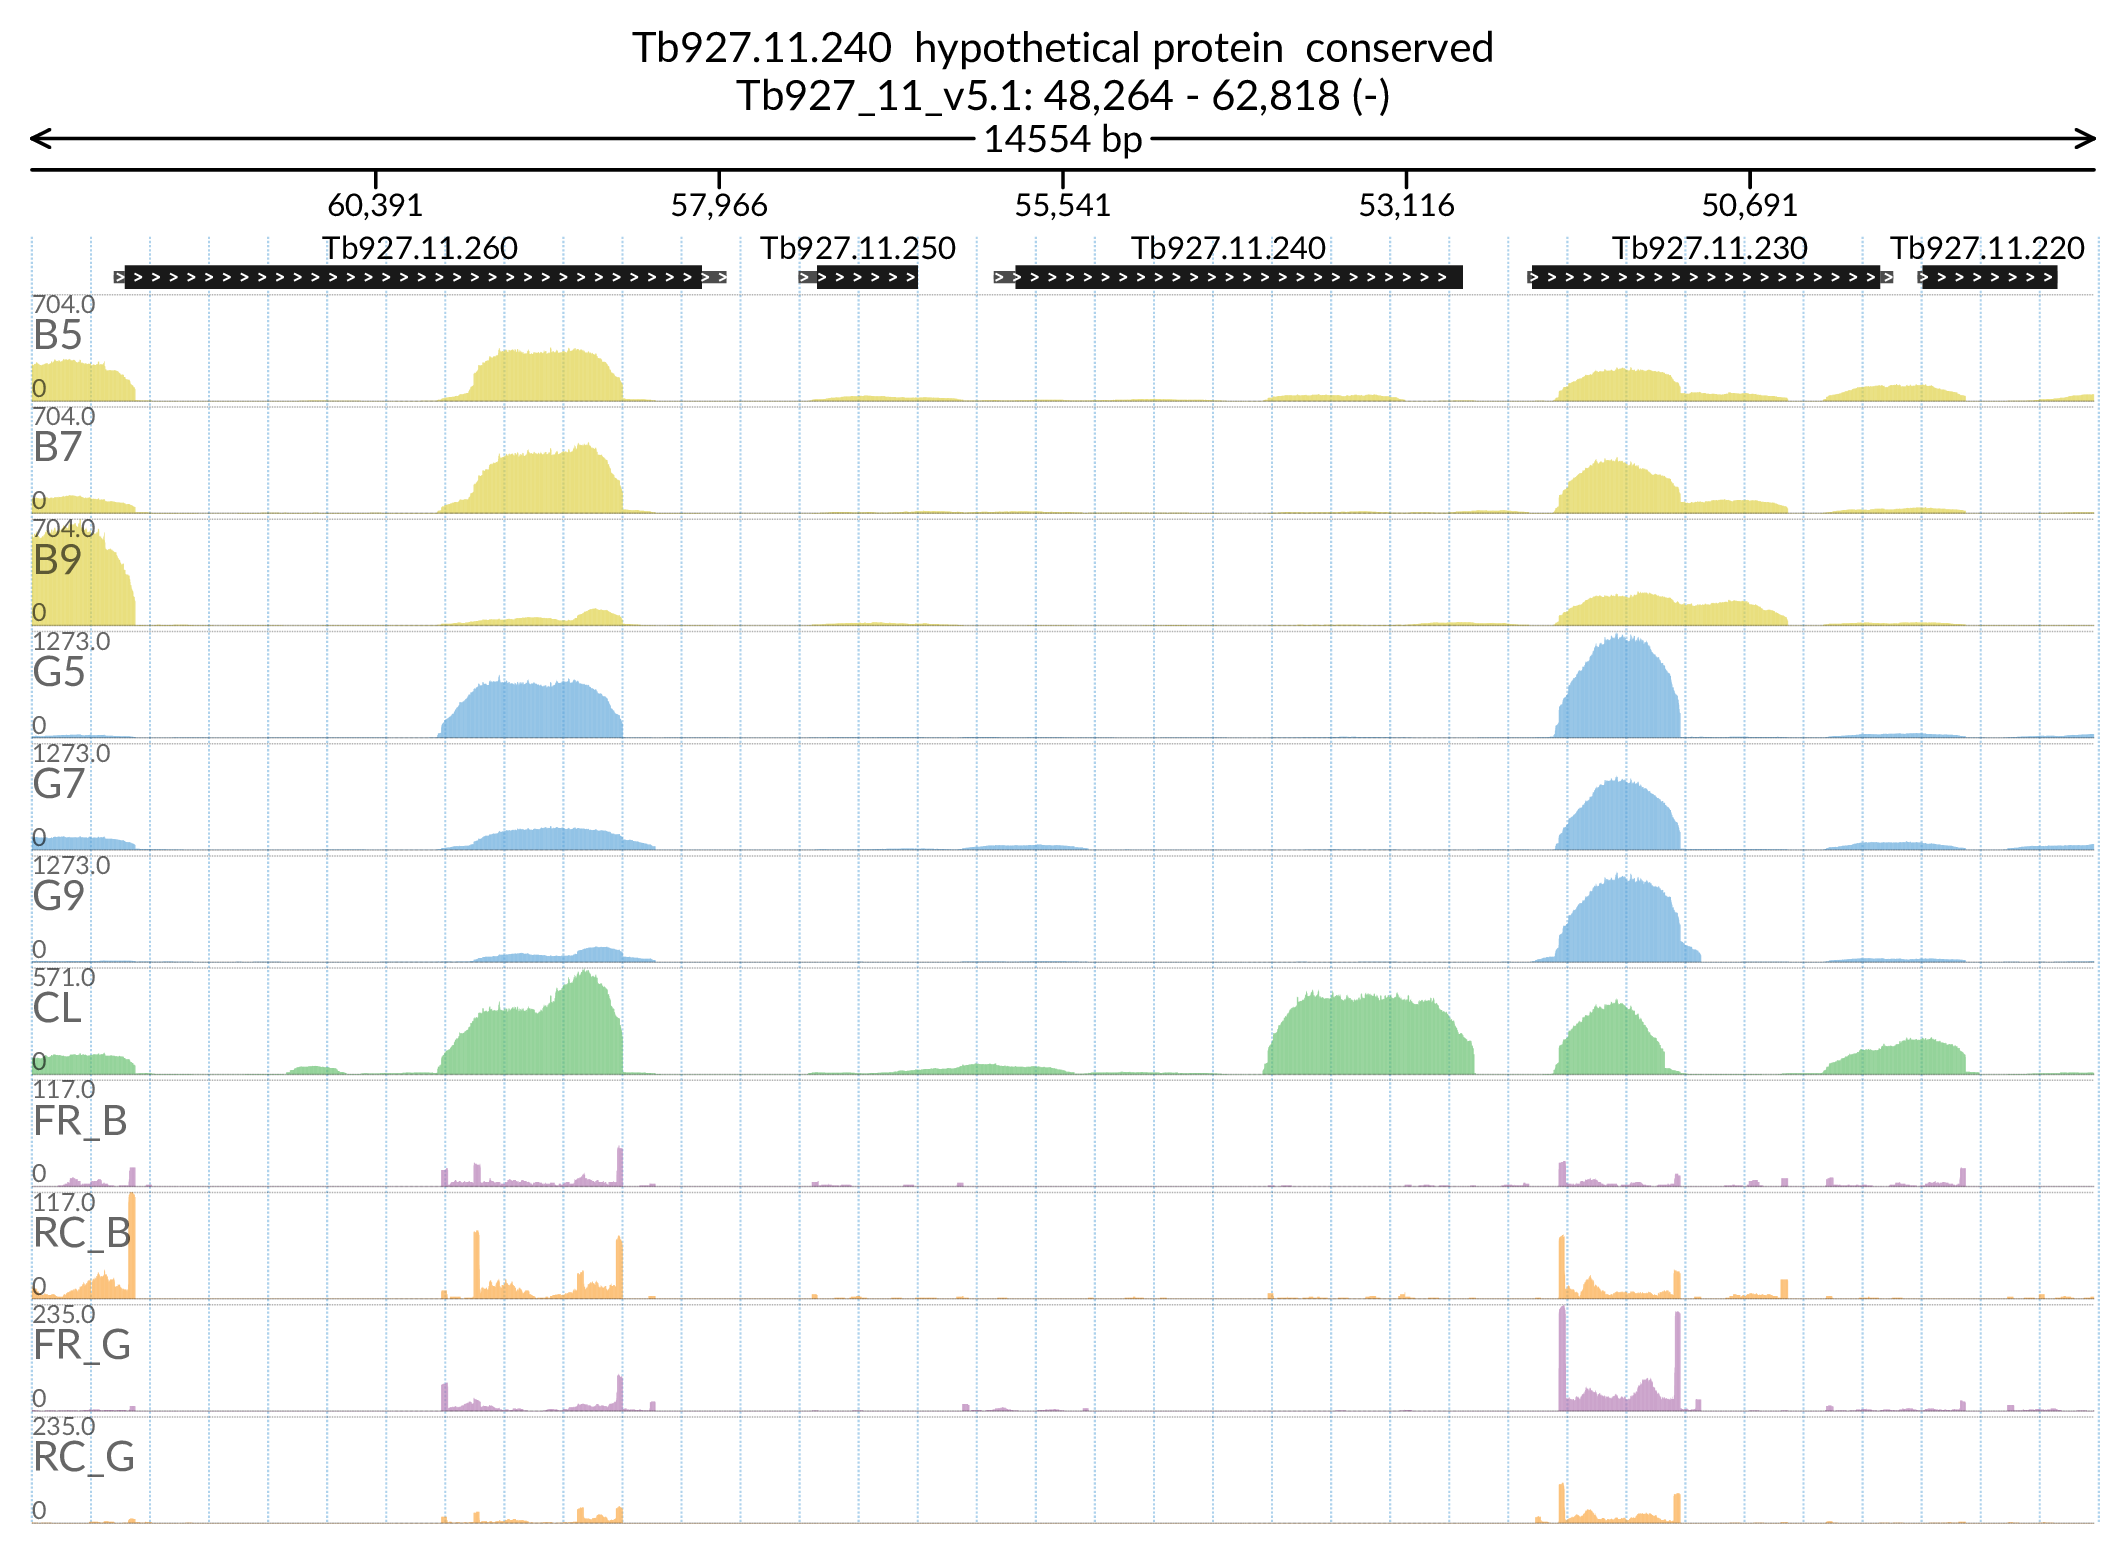 Tb927.11.240 hypothetical protein conserved
Tb927_11_v5.1: 48,264 - 62,818 (-)
14554 bp
60,391 57,966 55,541 53,116 50,691
Tb927.11.260 Tb927.11.250 Tb927.11.240 Tb927.11.230 Tb927.11.220
704.0
B5
0
704.0
B7
0
704.0
B9
0
1273.0
G5
0
1273.0
G7
0
1273.0
G9
0
571.0
CL
0
117.0
FR_B
0
117.0
RC_B
0
235.0
FR_G
0
235.0
RC_G
0